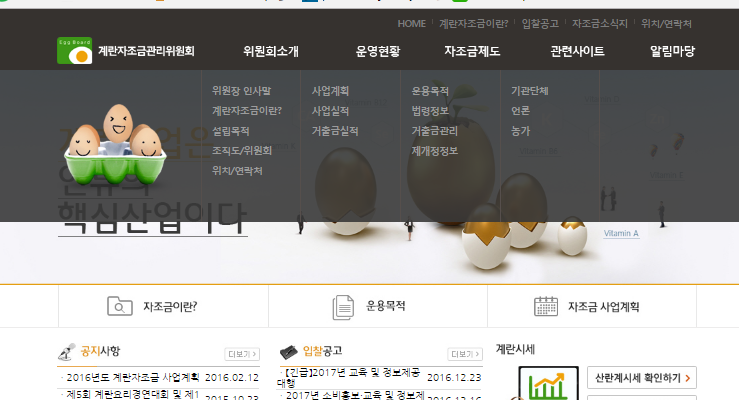 HOME 계란자조금이란? 입찰공고 자조금소식지 위치/연락처
Egg Board
계란자조금관리위원회 위원회소개 운영현황 자조금제도 관련사이트 알림마당
위원장 인사말 사업계획 운용목적 기관단체
계란자조금이란? 사업실적 법령정보 언론
설립목적 거출금실적 거출금관리 농가
조직도/위원회 제개정정보
위치/연락처
인류의
핵심산업이다
Vitamin A
자조금이란? 운용목적 자조금 사업계획
공지사항 더보기
· 2016년도 계란자조금 사업계획 2016.02.12
· 제5회 계란요리경연대회 및 제1 2015.10.23
입찰공고 더보기
· [긴급]2017년 교육 및 정보제공
대행 2016.12.23
· 2017년 소비홍보·교육 및 정보제 2016.12.16
계란시세
산란계시세 확인하기